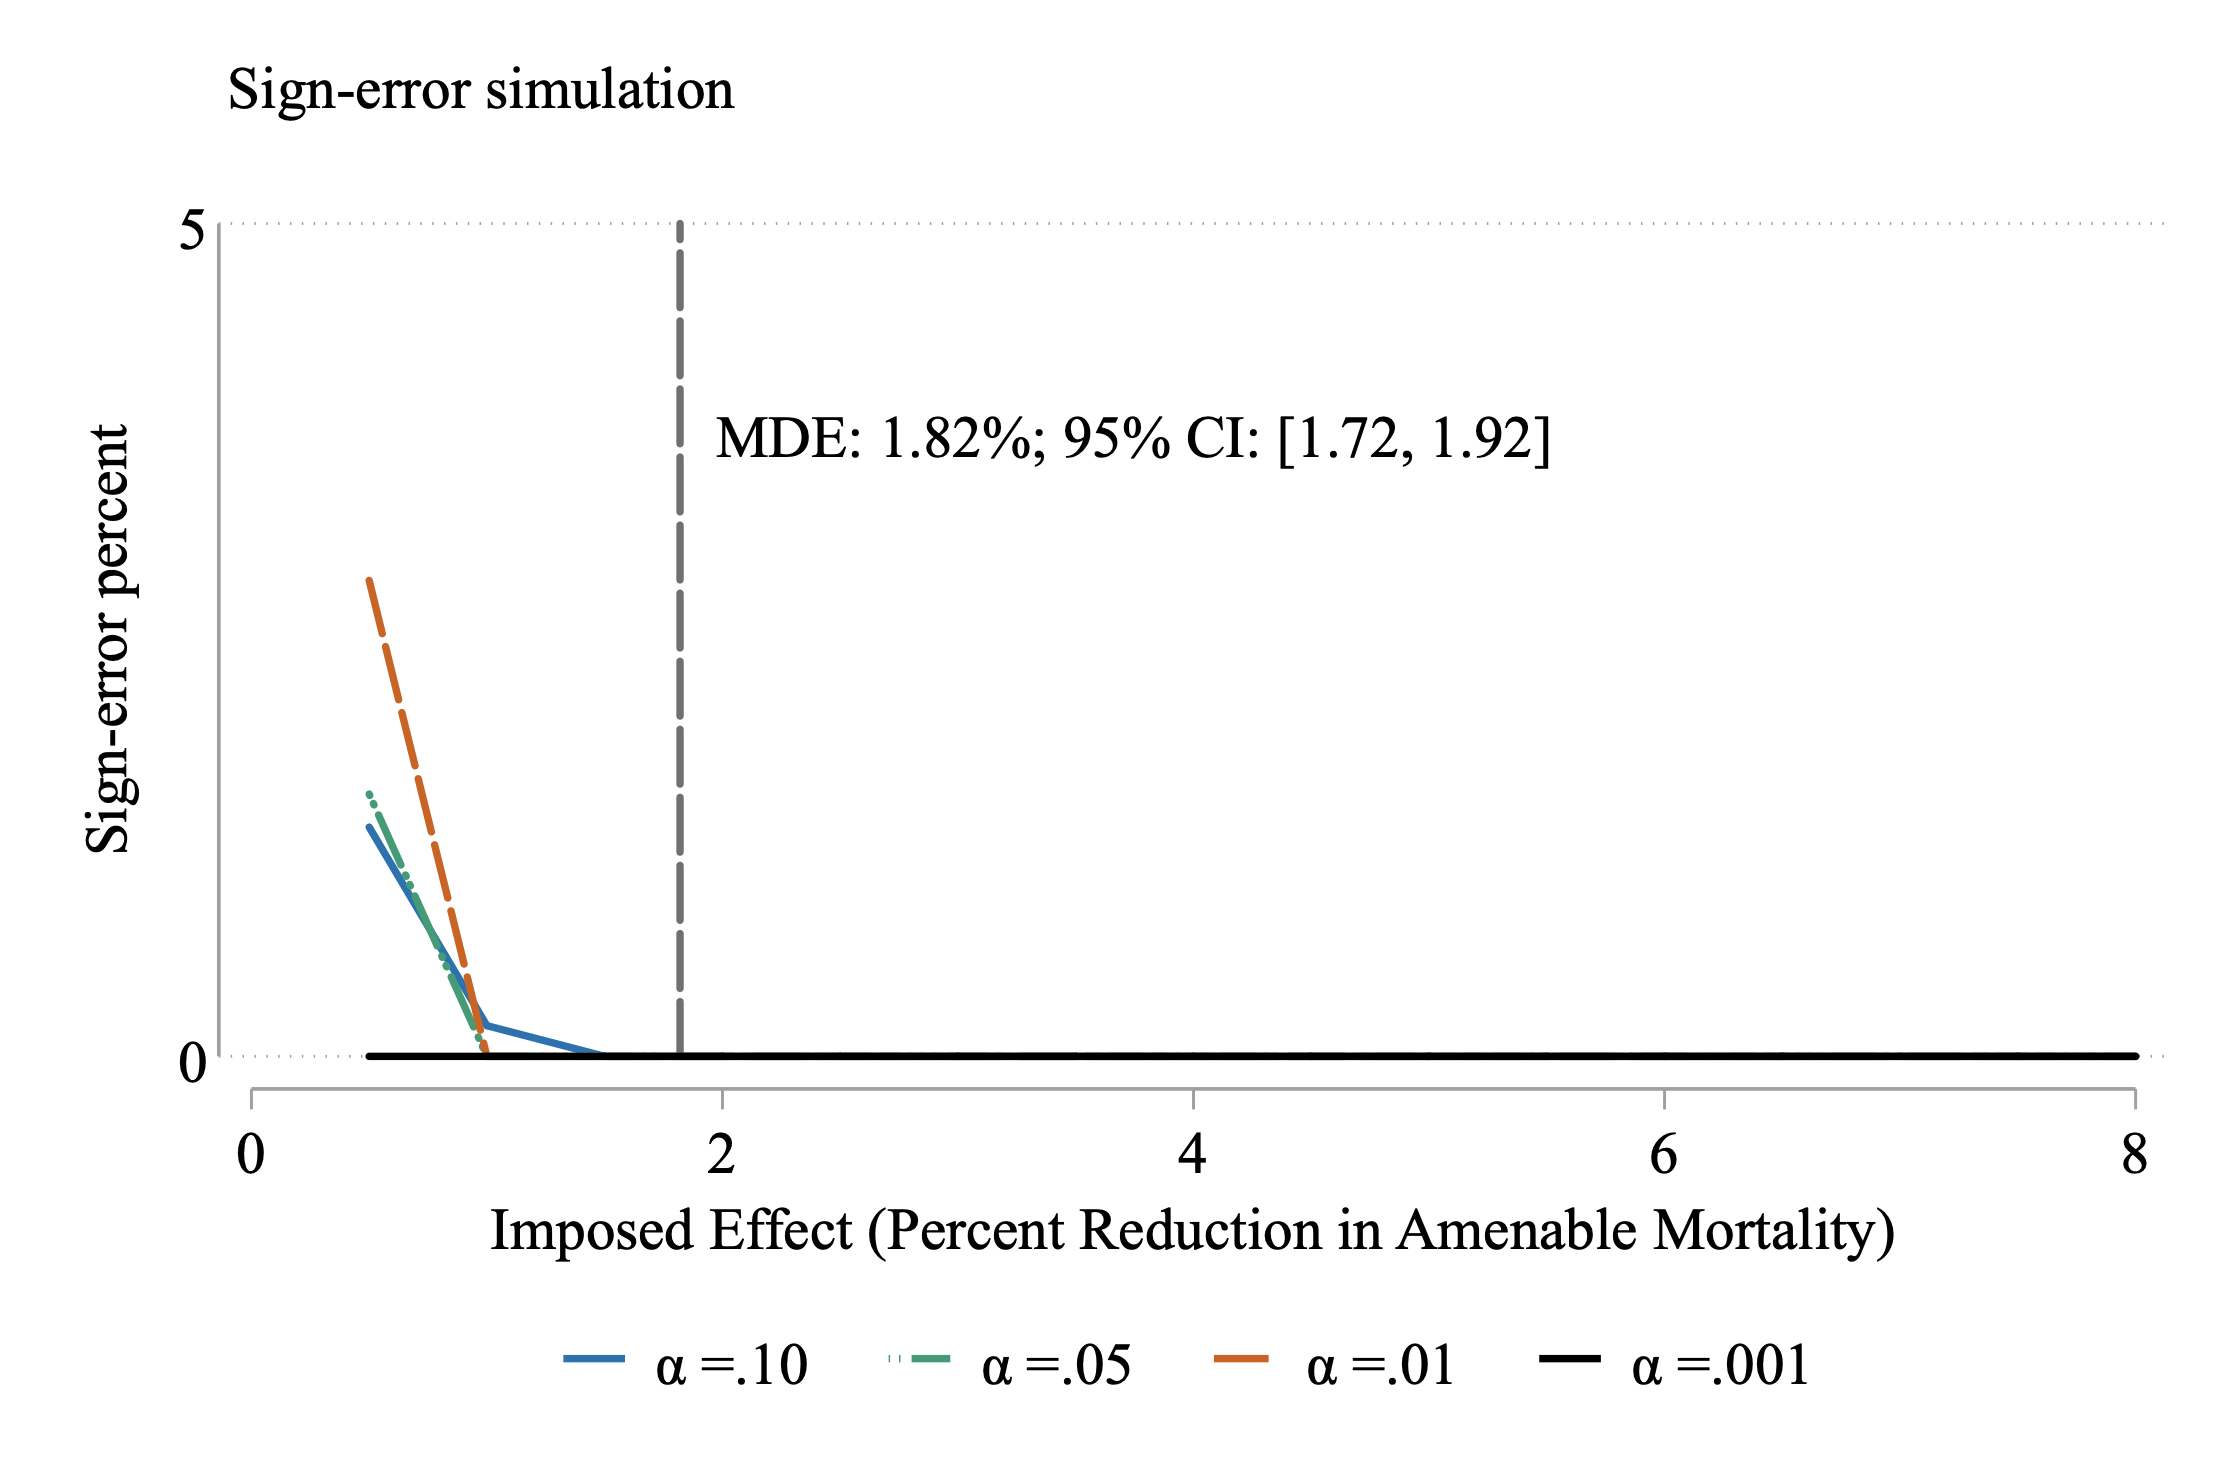 Sign-error simulation
5
MDE: 1.82%; 95% CI: [1.72, 1.92]
Sign-error percent
0
0 2 4 6 8
Imposed Effect (Percent Reduction in Amenable Mortality)
α =.10 α =.05 α =.01 α =.001